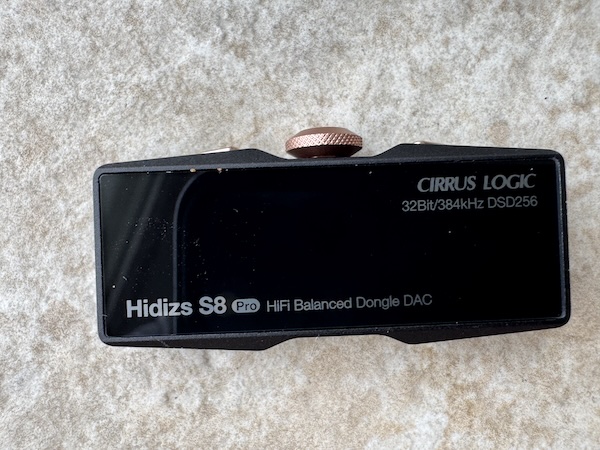 CIRRUS LOGIC
32Bit/384kHz DSD256
Hidizs S8 Pro HiFi Balanced Dongle DAC